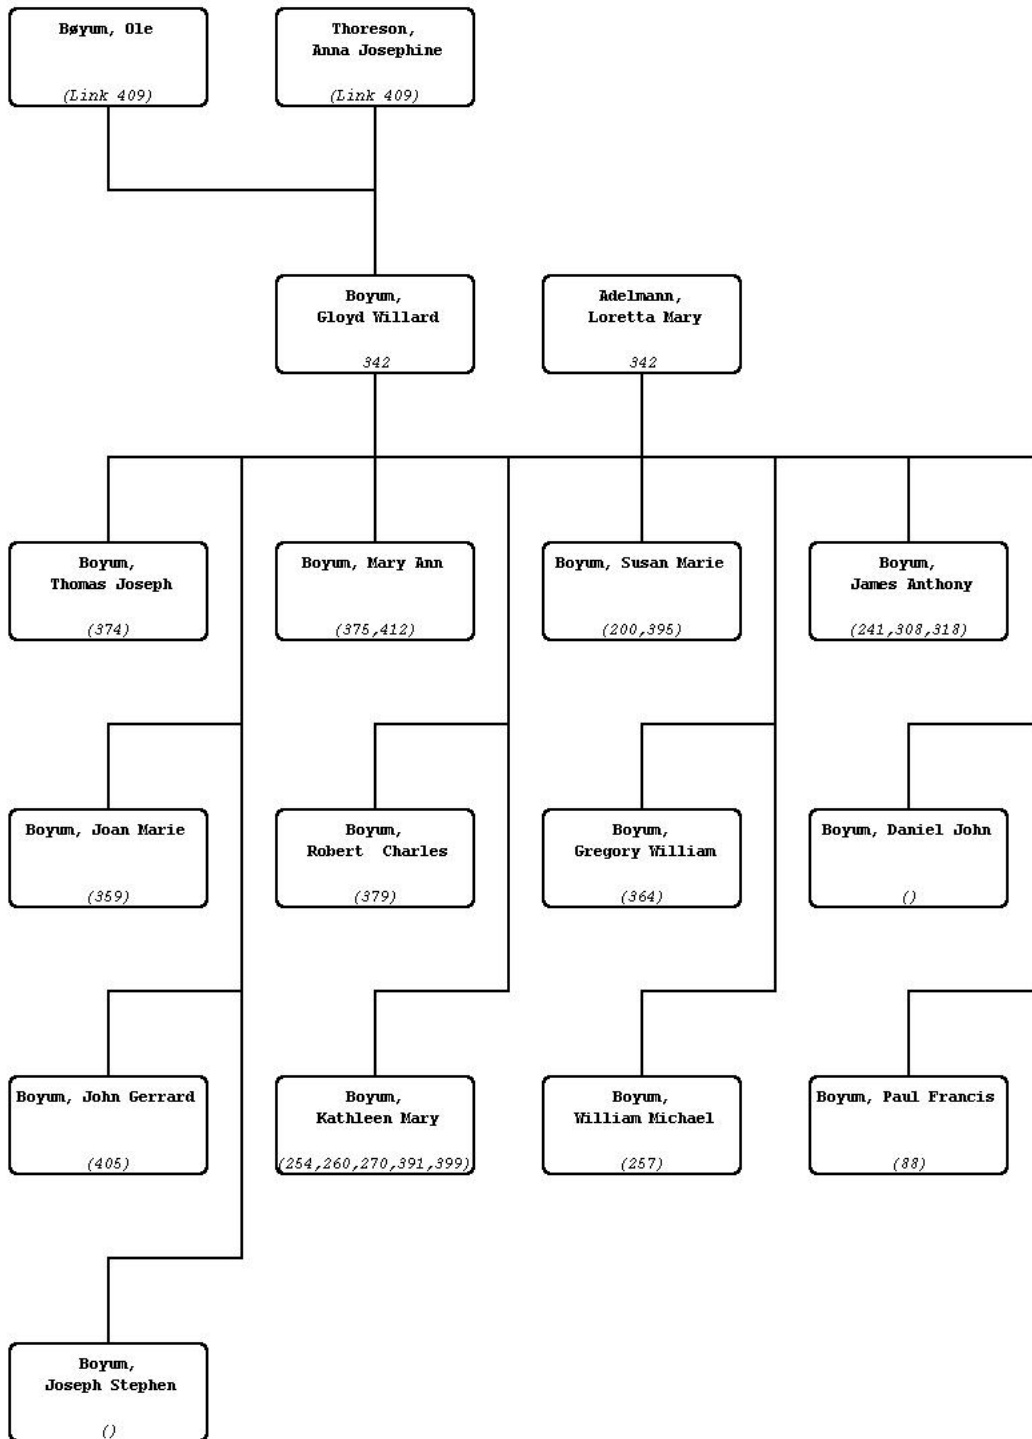 Bøyum, Ole
(Link 409)
Thoreson,
Anna Josephine
(Link 409)
Boyum,
Gloyd Willard
342
Adelmann,
Loretta Mary
342
Boyum,
Thomas Joseph
(374)
Boyum, Mary Ann
(375,412)
Boyum, Susan Marie
(200,395)
Boyum,
James Anthony
(241,308,318)
Boyum, Joan Marie
(359)
Boyum,
Robert  Charles
(379)
Boyum,
Gregory William
(364)
Boyum, Daniel John
()
Boyum, John Gerrard
(405)
Boyum,
Kathleen Mary
(254,260,270,391,399)
Boyum,
William Michael
(257)
Boyum, Paul Francis
(88)
Boyum,
Joseph Stephen
()